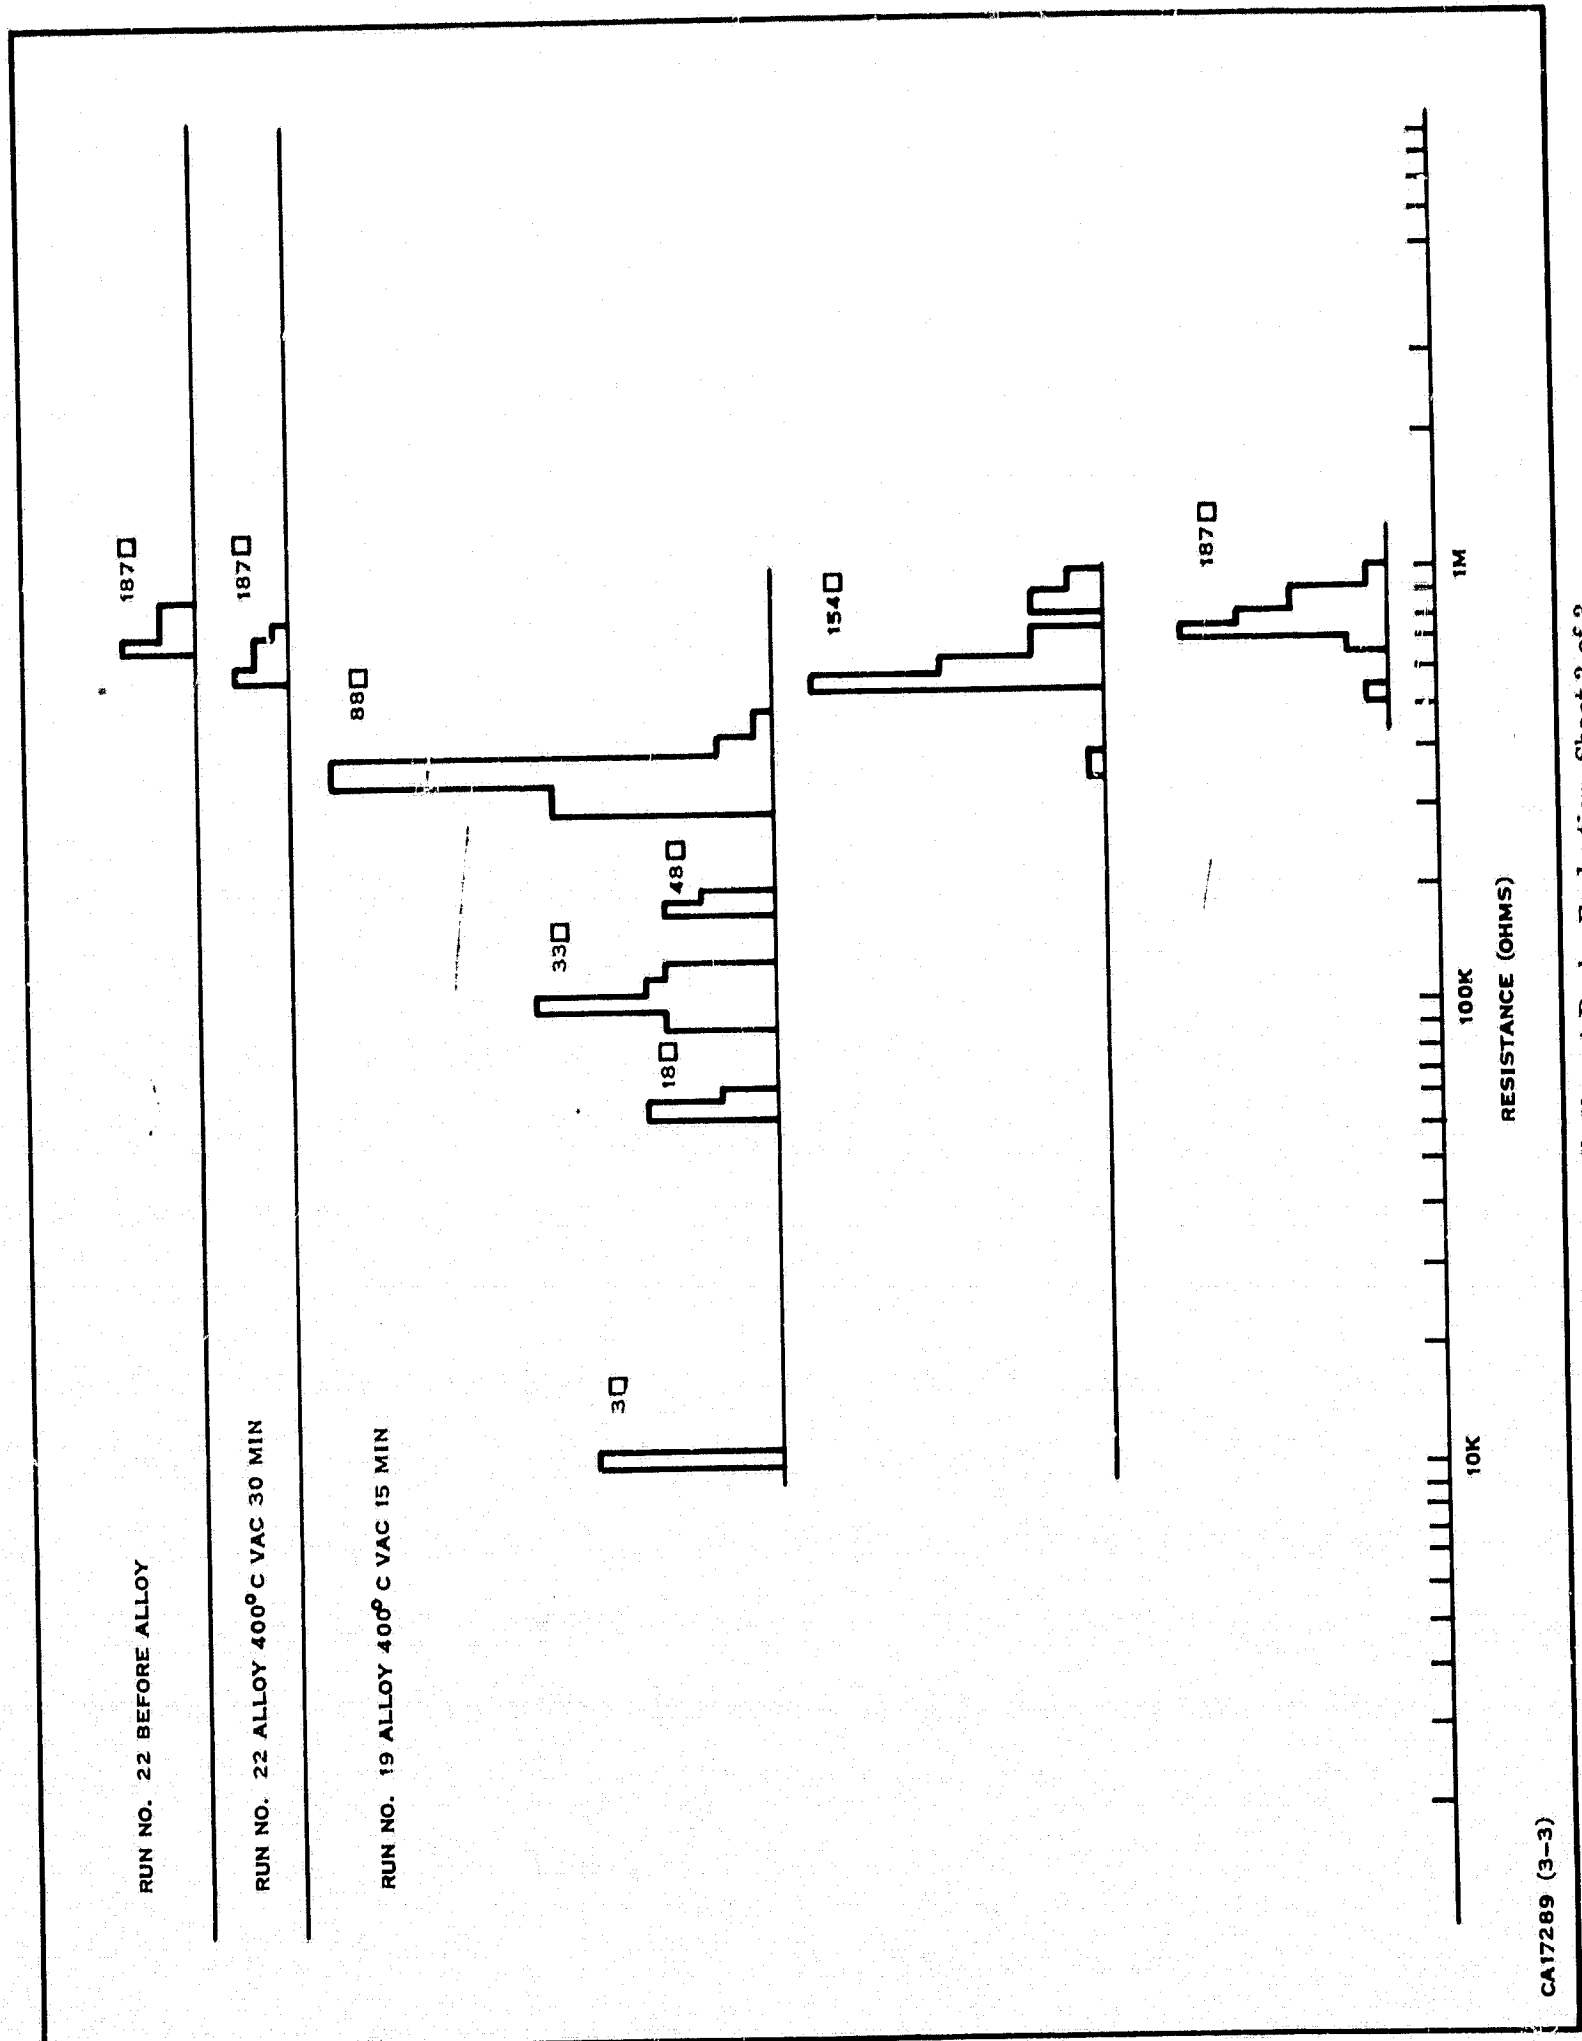 RUN NO. 22 BEFORE ALLOY
187□
RUN NO. 22 ALLOY 400°C VAC 30 MIN
187□
RUN NO. 19 ALLOY 400°C VAC 15 MIN
88□
3□
18□
33□
48□
154□
187□
10K
100K
1M
RESISTANCE (OHMS)
CA17289 (3-3)